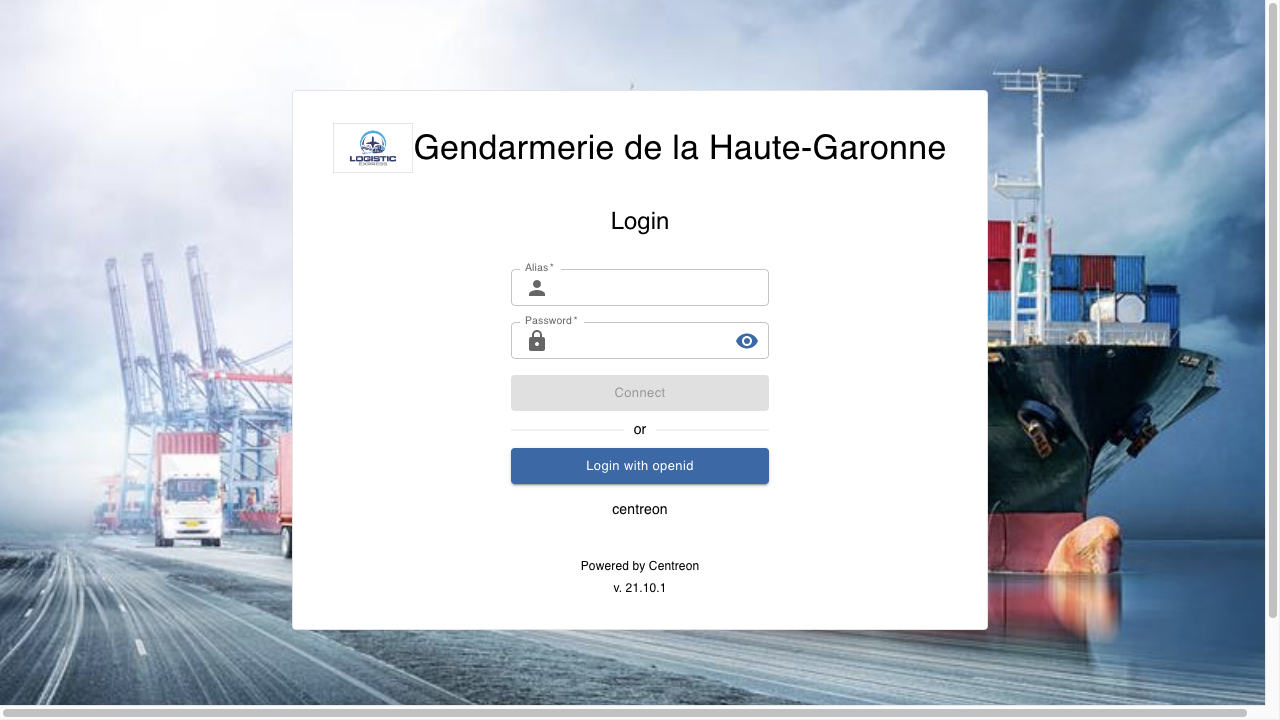 LOGISTIC
EXPRESS
Gendarmerie de la Haute-Garonne
Login
Alias *
Password *
Connect
or
Login with openid
centreon
Powered by Centreon
v. 21.10.1